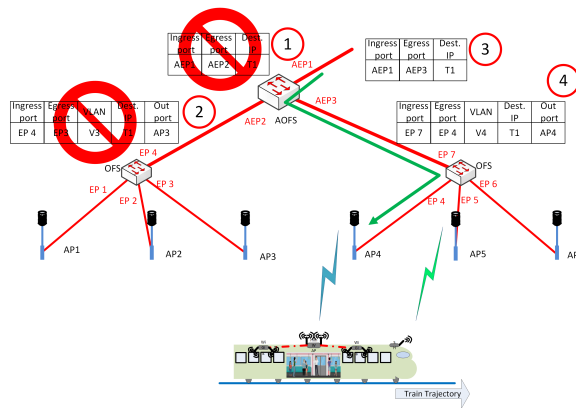 Ingress port Egress port Dest. IP
AEP1 AEP2 T1
1
AEP1
Ingress port Egress port Dest. IP
AEP1 AEP3 T1
3
4
Ingress port Egress port VLAN Dest. IP Out port
EP 4 EP3 V3 T1 AP3
2
AEP2
AOFS
AEP3
Ingress port Egress port VLAN Dest. IP Out port
EP 7 EP 4 V4 T1 AP4
EP 4
OFS
EP 1
EP 2
EP 3
EP 7
OFS
EP 4
EP 5
EP 6
AP1
AP2
AP3
AP4
AP5
AP
Train Trajectory